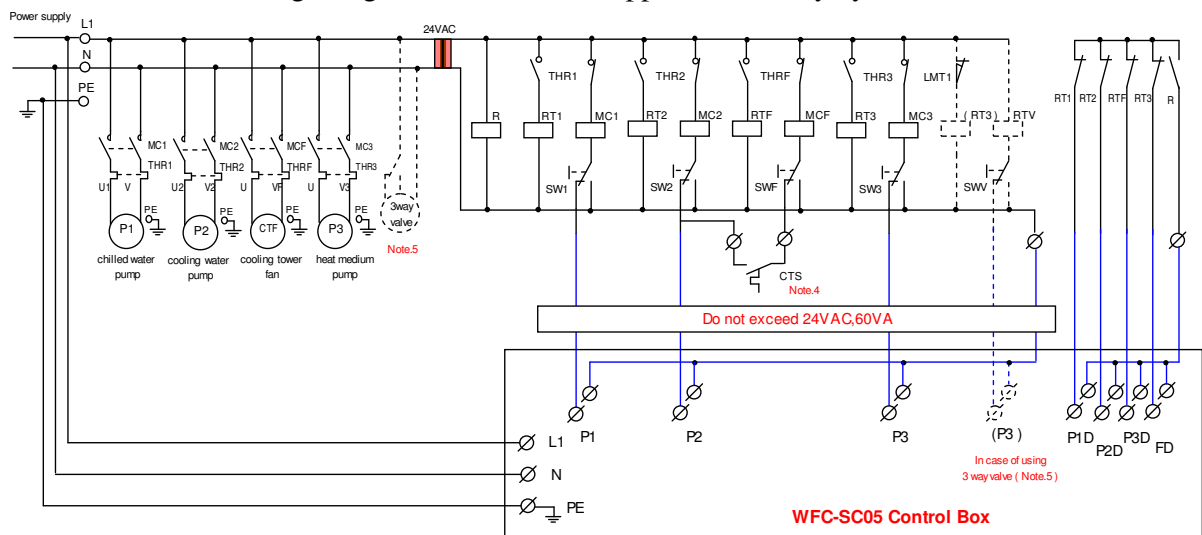 Power supply
L1
N
PE
24VAC
MC1
THR1
MC2
THR2
MCF
THRF
MC3
THR3
U1
V
U2
V2
U
VF
U
V3
PE
PE
PE
PE
P1
P2
CTF
P3
3way
valve
Note.5
chilled water
pump
cooling water
pump
cooling tower
fan
heat medium
pump
THR1
THR2
THRF
THR3
LMT1
R
RT1
MC1
RT2
MC2
RTF
MCF
RT3
MC3
( RT3 )
RTV
SW1
SW2
SWF
SW3
SWV
CTS
Note.4
RT1
RT2
RTF
RT3
R
Do not exceed 24VAC,60VA
L1
N
PE
P1
P2
P3
(P3 )
In case of using
3 way valve ( Note.5 )
P1D
P2D
P3D
FD
WFC-SC05 Control Box